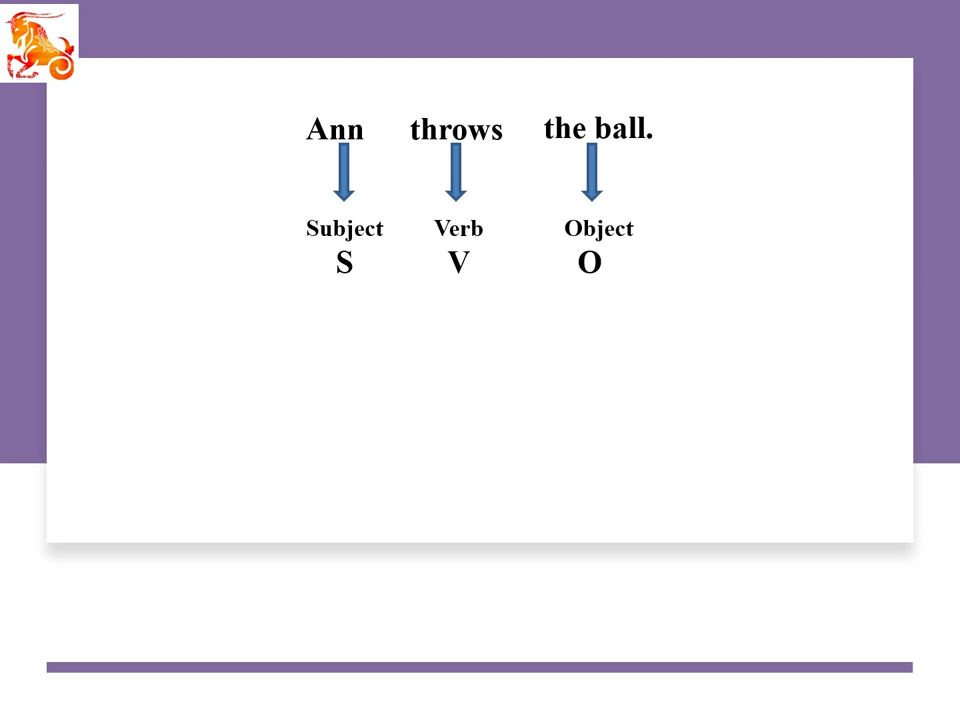 Ann throws the ball.
Subject Verb Object
S V O